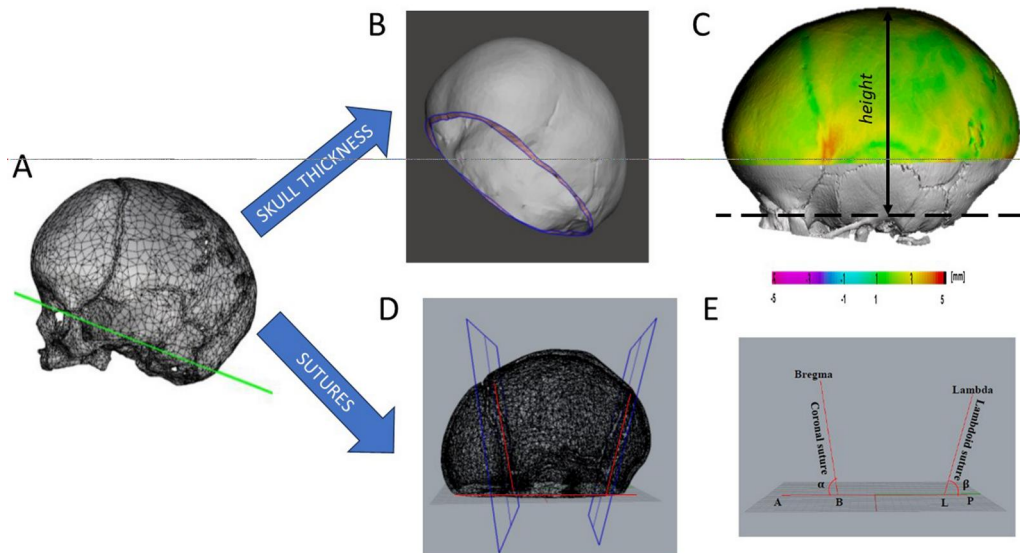 A
SKULL THICKNESS
SUTURES
B
C
height
[mm]
-5
-1
1
5
D
E
Bregma
Lambda
Coronal suture
Lambdoid suture
α
β
A
B
L
P